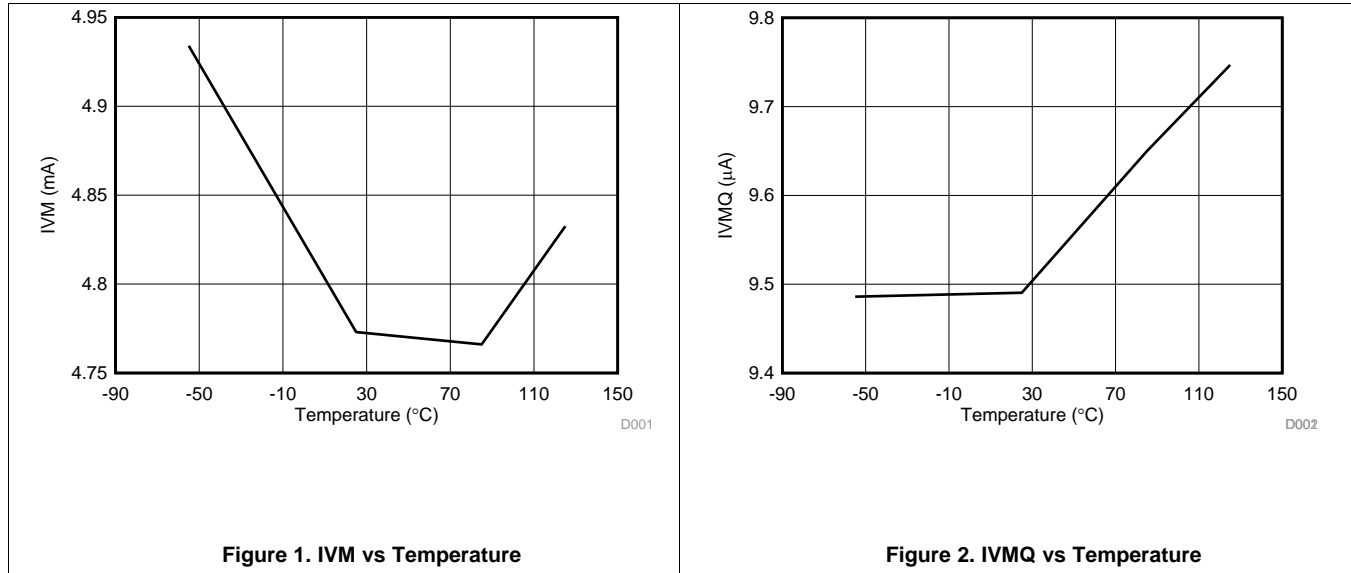 4.95
4.9
4.85
4.8
4.75
IVM (mA)
-90 -50 -10 30 70 110 150
Temperature (°C)
D001
Figure 1. IVM vs Temperature
9.8
9.7
9.6
9.5
9.4
IVMQ (µA)
-90 -50 -10 30 70 110 150
Temperature (°C)
Figure 2. IVMQ vs Temperature